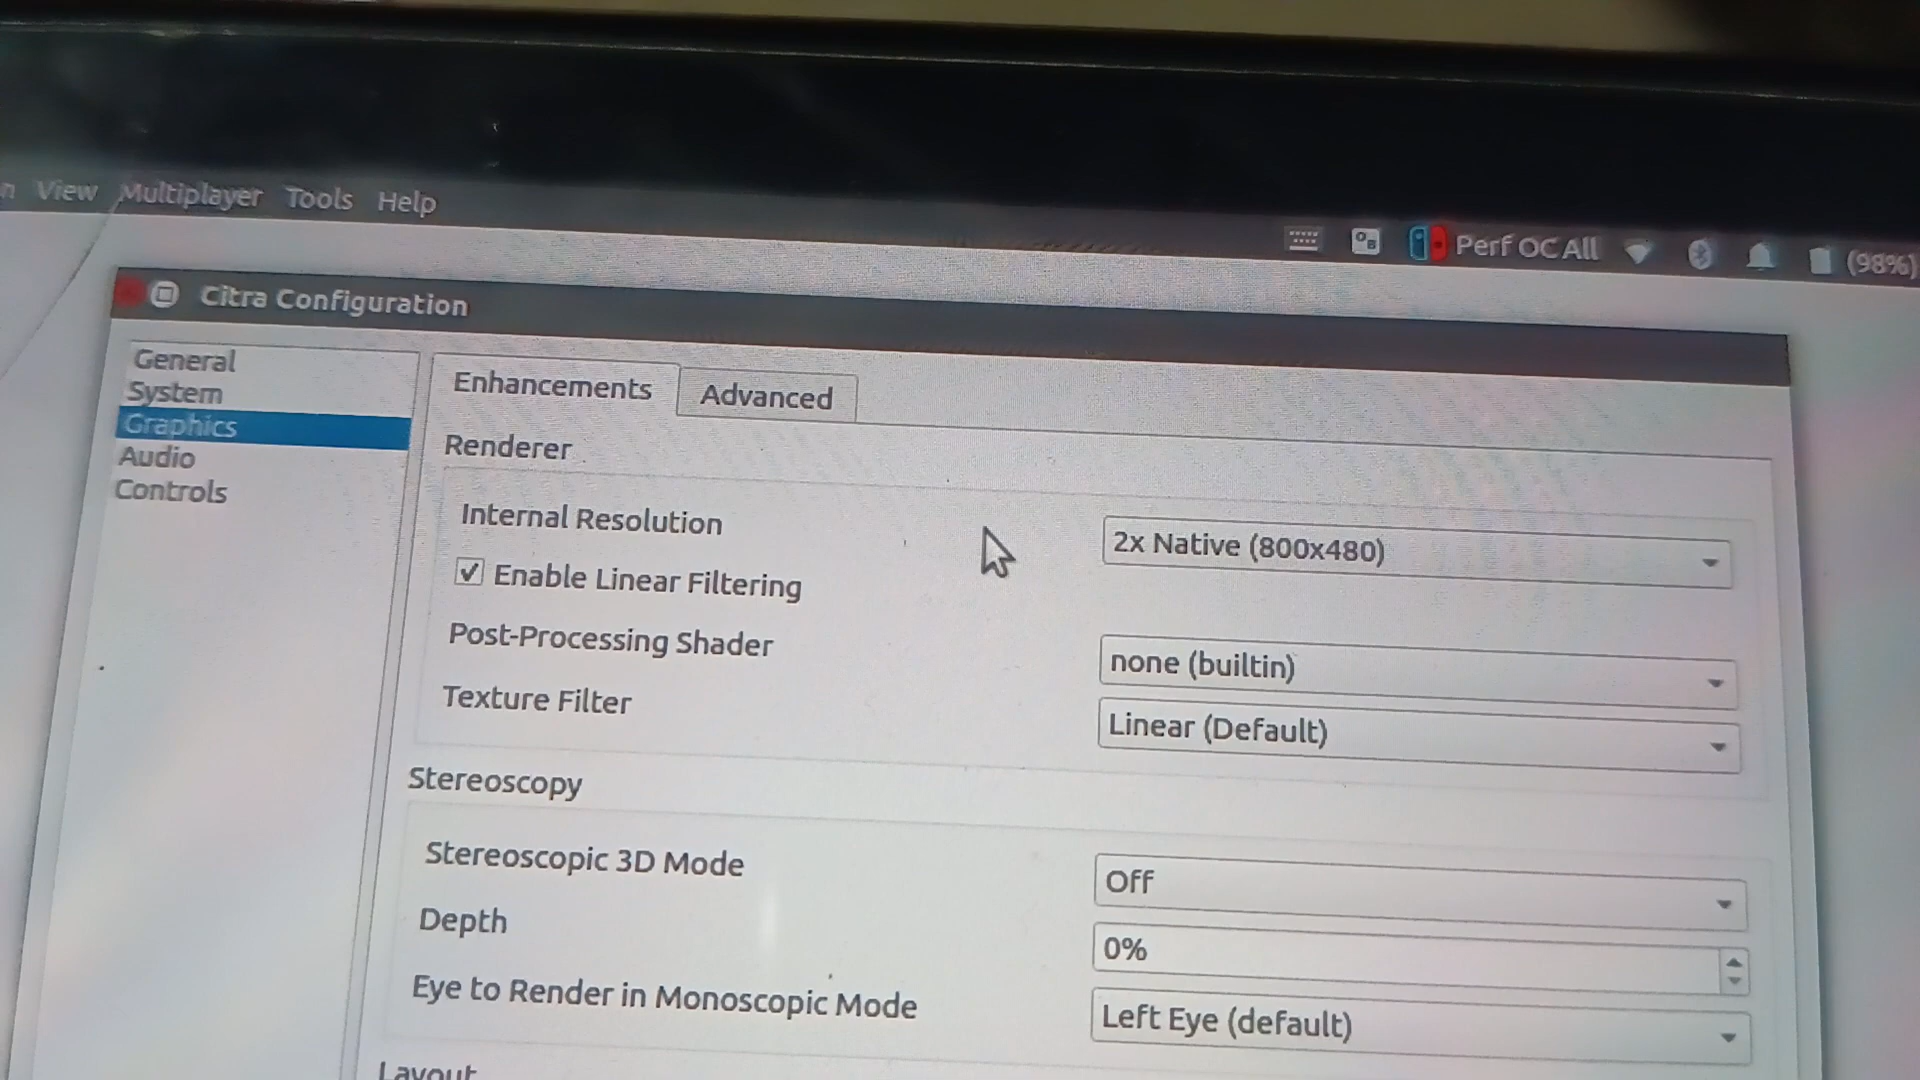 View Multiplayer Tools Help
Perf OC All (98%)
Citra Configuration
General
System
Graphics
Audio
Controls
Enhancements Advanced
Renderer
Internal Resolution 2x Native (800x480)
Enable Linear Filtering
Post-Processing Shader none (builtin)
Texture Filter Linear (Default)
Stereoscopy
Stereoscopic 3D Mode Off
Depth 0%
Eye to Render in Monoscopic Mode Left Eye (default)
Layout